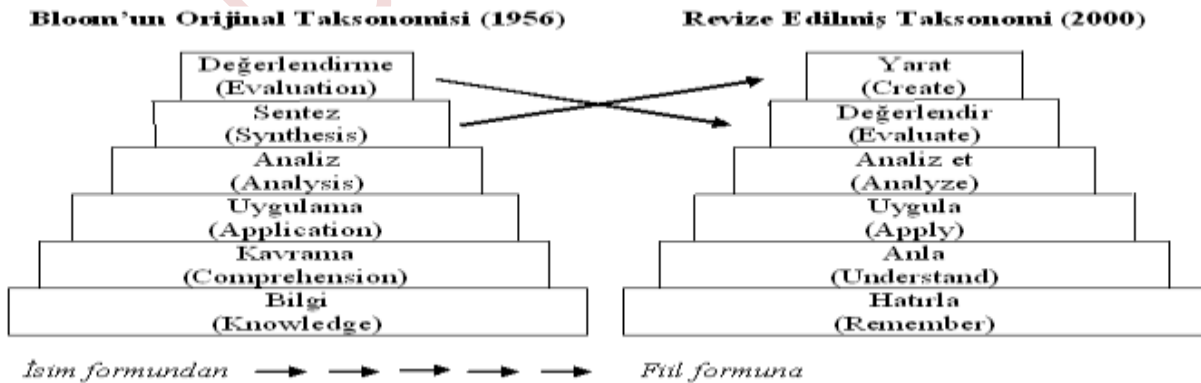 Bloom'un Orijinal Taksonomisi (1956)
Değerlendirme
(Evaluation)
Sentez
(Synthesis)
Analiz
(Analysis)
Uygulama
(Application)
Kavrama
(Comprehension)
Bilgi
(Knowledge)
Revize Edilmiş Taksonomi (2000)
Yarat
(Create)
Değerlendir
(Evaluate)
Analiz et
(Analyze)
Uygula
(Apply)
Anla
(Understand)
Hatırla
(Remember)
İsim formundan
Fiil formuna